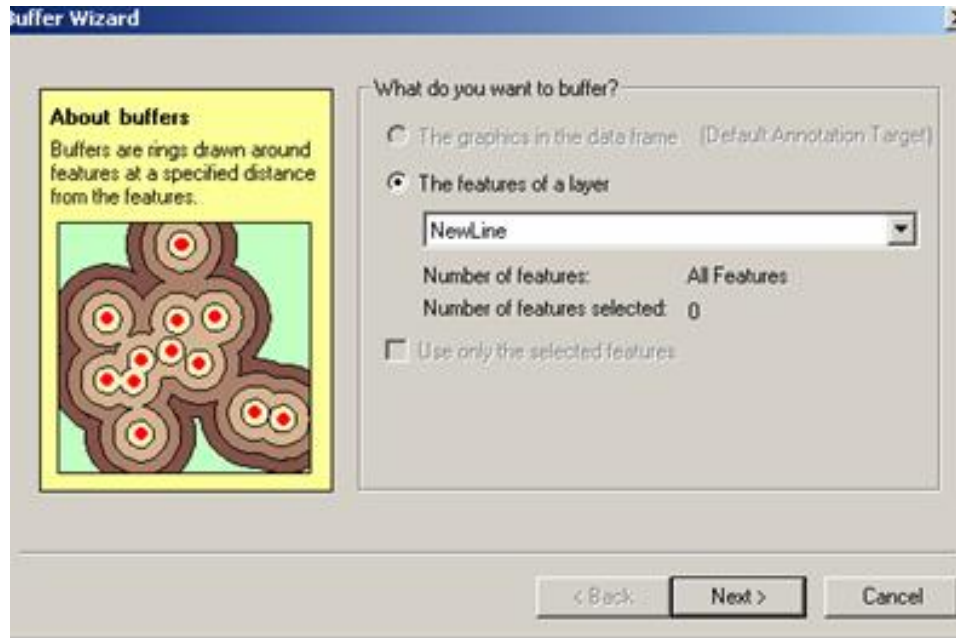 Buffer Wizard
About buffers
Buffers are rings drawn around
features at a specified distance
from the features.
What do you want to buffer?
The graphics in the data frame (Default Annotation Target)
The features of a layer
NewLine
Number of features: All Features
Number of features selected: 0
Use only the selected features
< Back
Next >
Cancel